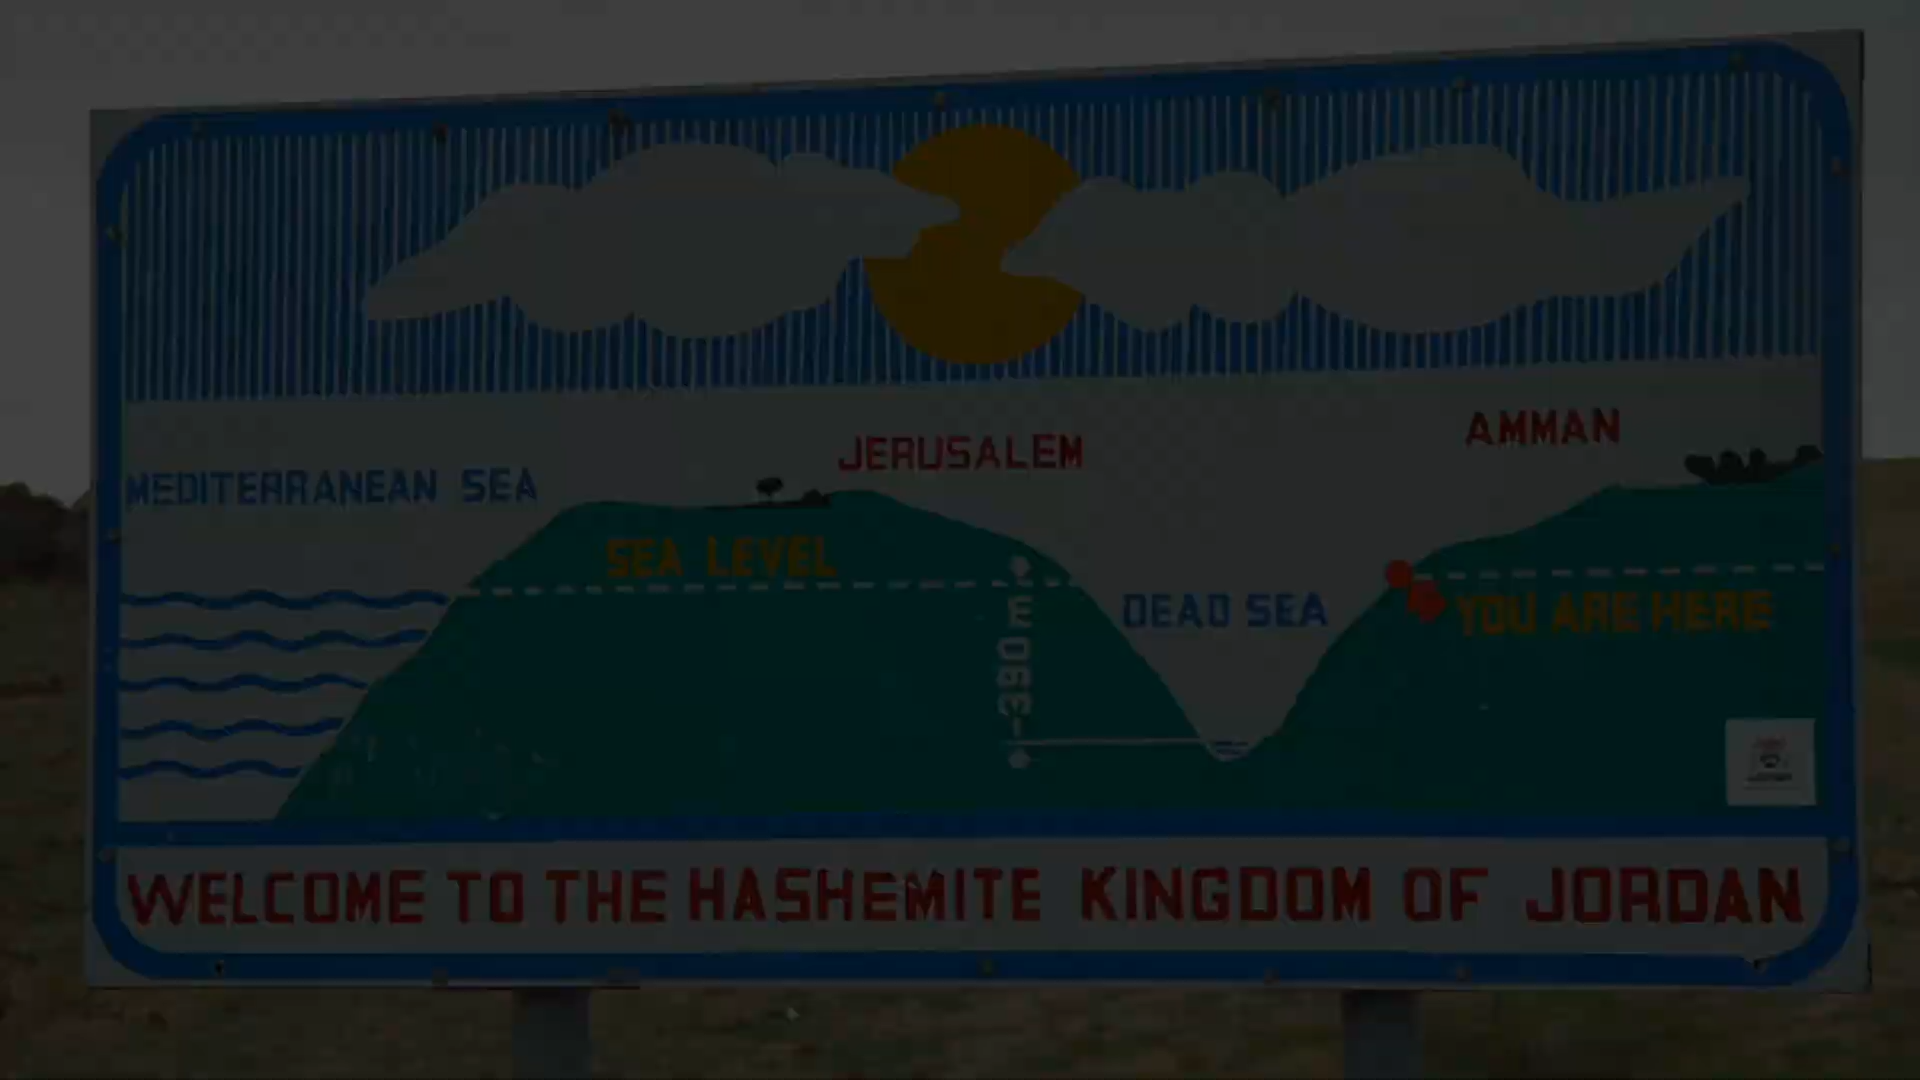 AMMAN
JERUSALEM
MEDITERRANEAN SEA
SEA LEVEL
DEAD SEA
YOU ARE HERE
-390 M
WELCOME TO THE HASHEMITE KINGDOM OF JORDAN